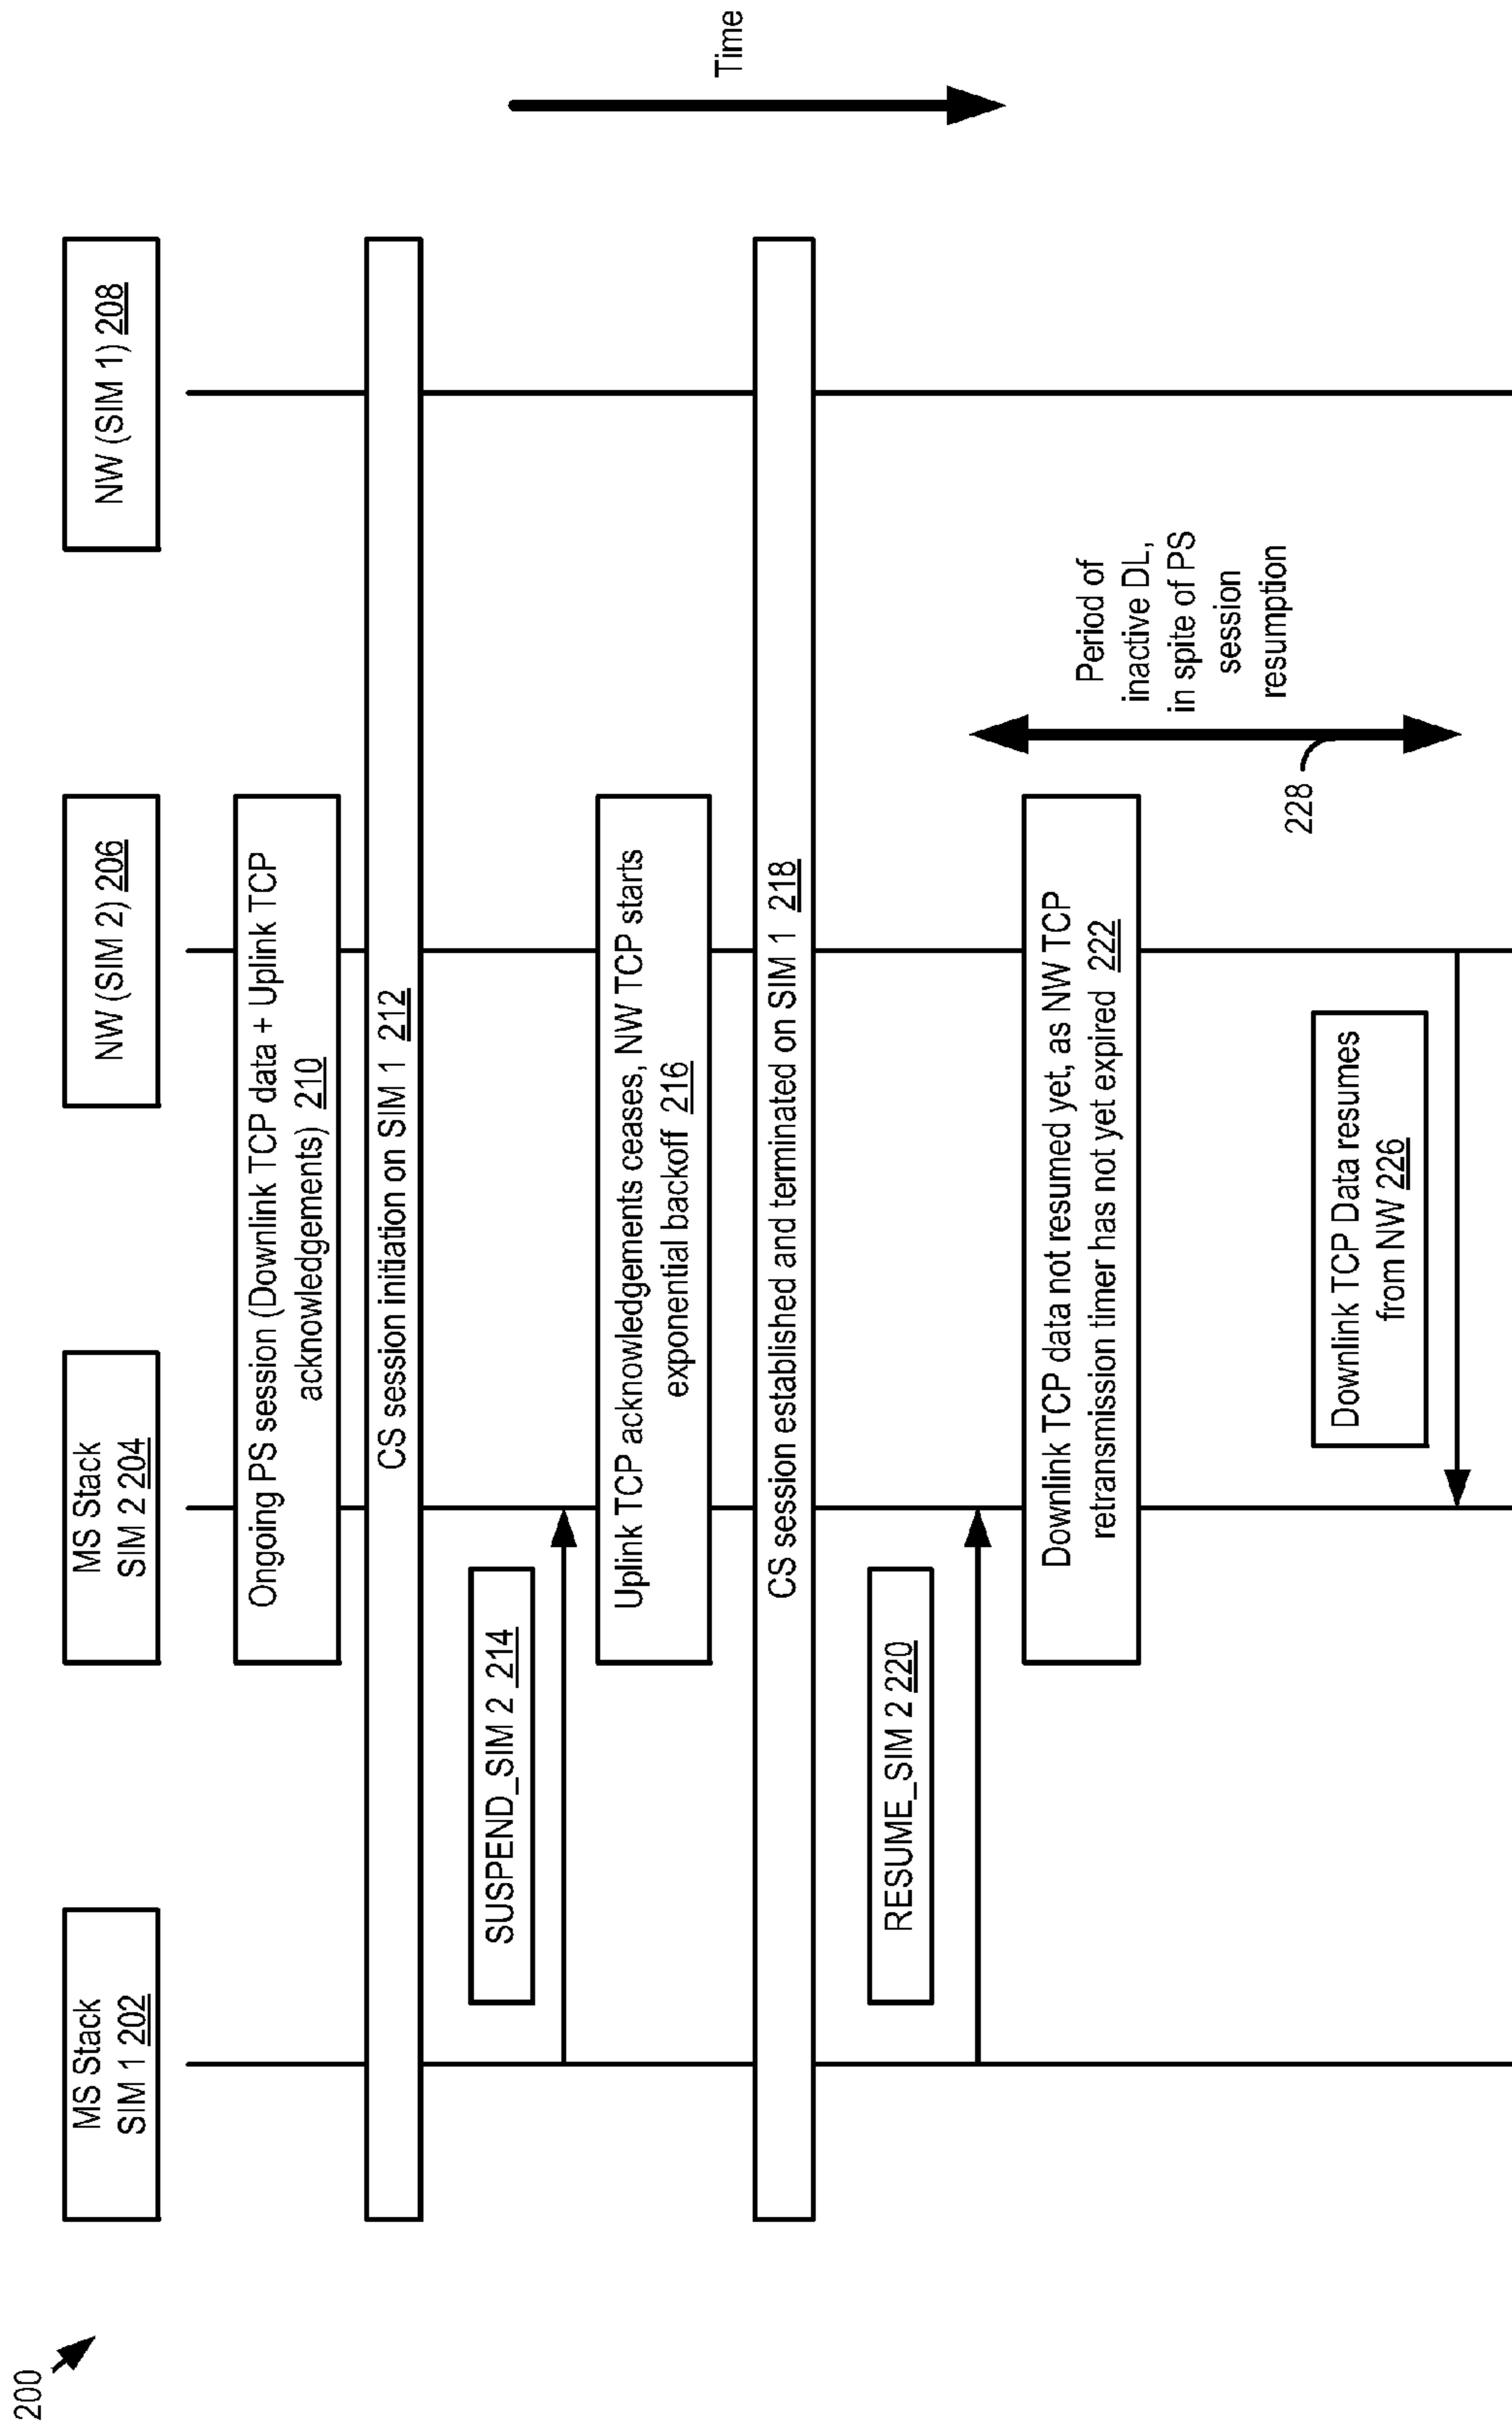 200
MS Stack
SIM 1 202
MS Stack
SIM 2 204
NW (SIM 2) 206
NW (SIM 1) 208
Ongoing PS session (Downlink TCP data + Uplink TCP
acknowledgements) 210
CS session initiation on SIM 1 212
SUSPEND_SIM 2 214
Time
Uplink TCP acknowledgements ceases, NW TCP starts
exponential backoff 216
CS session established and terminated on SIM 1 218
RESUME_SIM 2 220
Downlink TCP data not resumed yet, as NW TCP
retransmission timer has not yet expired 222
Period of
inactive DL,
in spite of PS
session
resumption
228
Downlink TCP Data resumes
from NW 226